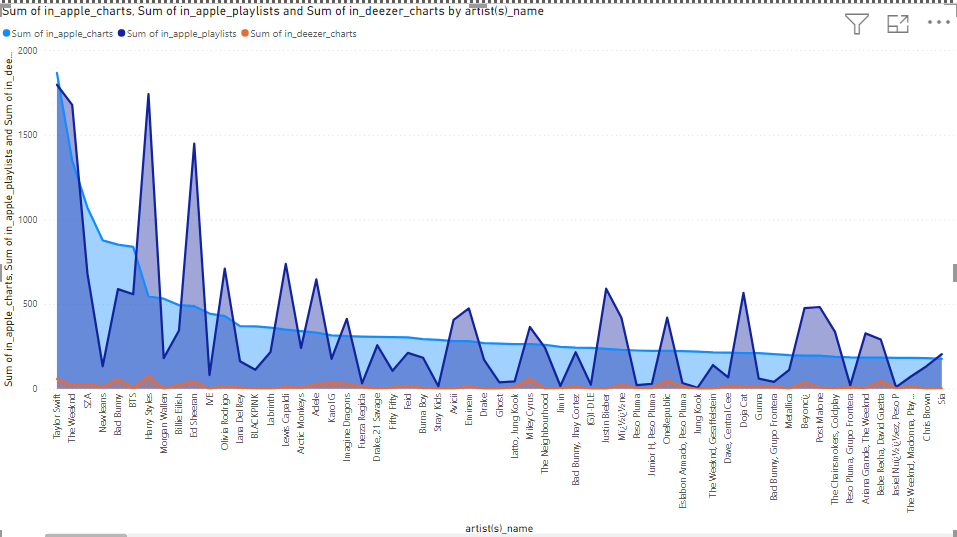 Sum of in_apple_charts, Sum of in_apple_playlists and Sum of in_deezer_charts by artist(s)_name
Sum of in_apple_charts
Sum of in_apple_playlists
Sum of in_deezer_charts
Sum of in_apple_charts, Sum of in_apple_playlists and Sum of in_dee...
2000
1500
1000
500
0
Taylor Swift
The Weeknd
SZA
NewJeans
Bad Bunny
BTS
Harry Styles
Morgan Wallen
Billie Eilish
Ed Sheeran
IVE
Olivia Rodrigo
Lana Del Rey
BLACKPINK
Labrinth
Lewis Capaldi
Arctic Monkeys
Adele
Karol G
Imagine Dragons
Fuerza Regida
Drake, 21 Savage
Fifty Fifty
Feid
Burna Boy
Stray Kids
Avicii
Eminem
Drake
Ghost
Latto, Jung Kook
Miley Cyrus
The Neighbourhood
Jimin
Bad Bunny, Jhay Cortez
(G)I-DLE
Justin Bieber
Mï¿½ï¿½ne
Peso Pluma
Junior H, Peso Pluma
OneRepublic
Eslabon Armado, Peso Pluma
Jung Kook
The Weeknd, Gesaffelstein
Dave, Central Cee
Doja Cat
Gunna
Bad Bunny, Grupo Frontera
Metallica
Beyoncï¿
Post Malone
The Chainsmokers, Coldplay
Peso Pluma, Grupo Frontera
Ariana Grande, The Weeknd
Bebe Rexha, David Guetta
The Weeknd, Madonna, Play...
Chris Brown
Sia
artist(s)_name